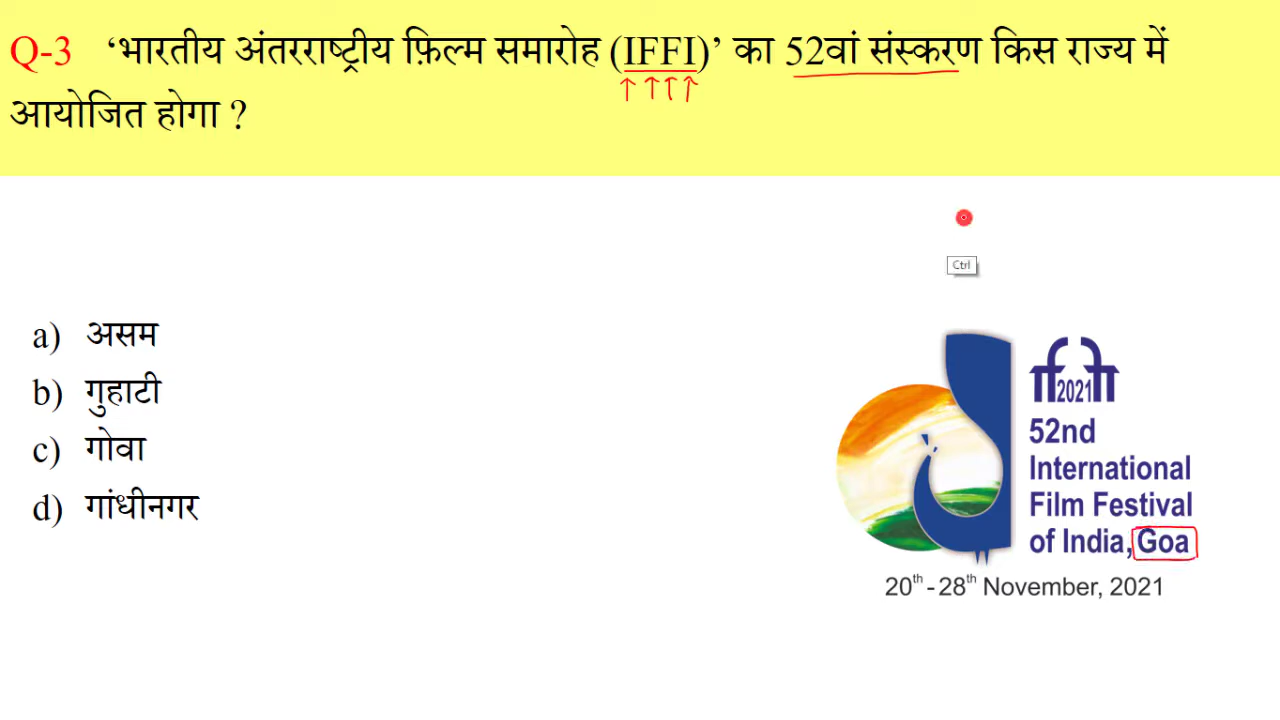 Q-3 ‘भारतीय अंतरराष्ट्रीय फ़िल्म समारोह (IFFI)’ का 52वां संस्करण किस राज्य में
आयोजित होगा ?
Ctrl
a) असम
b) गुहाटी
c) गोवा
d) गांधीनगर
2021
52nd
International
Film Festival
of India, Goa
20th - 28th November, 2021